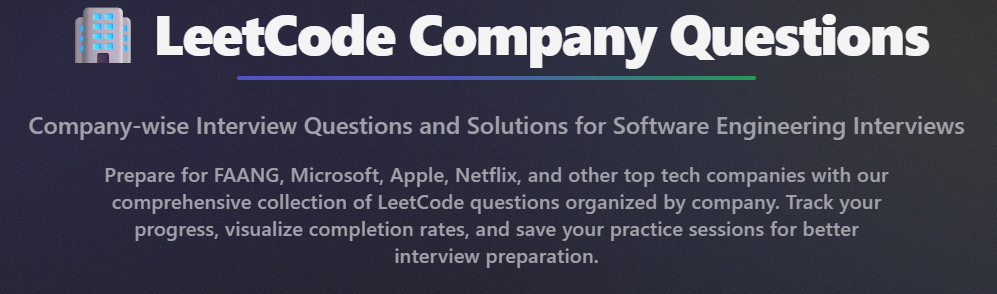 LeetCode Company Questions
Company-wise Interview Questions and Solutions for Software Engineering Interviews
Prepare for FAANG, Microsoft, Apple, Netflix, and other top tech companies with our
comprehensive collection of LeetCode questions organized by company. Track your
progress, visualize completion rates, and save your practice sessions for better
interview preparation.